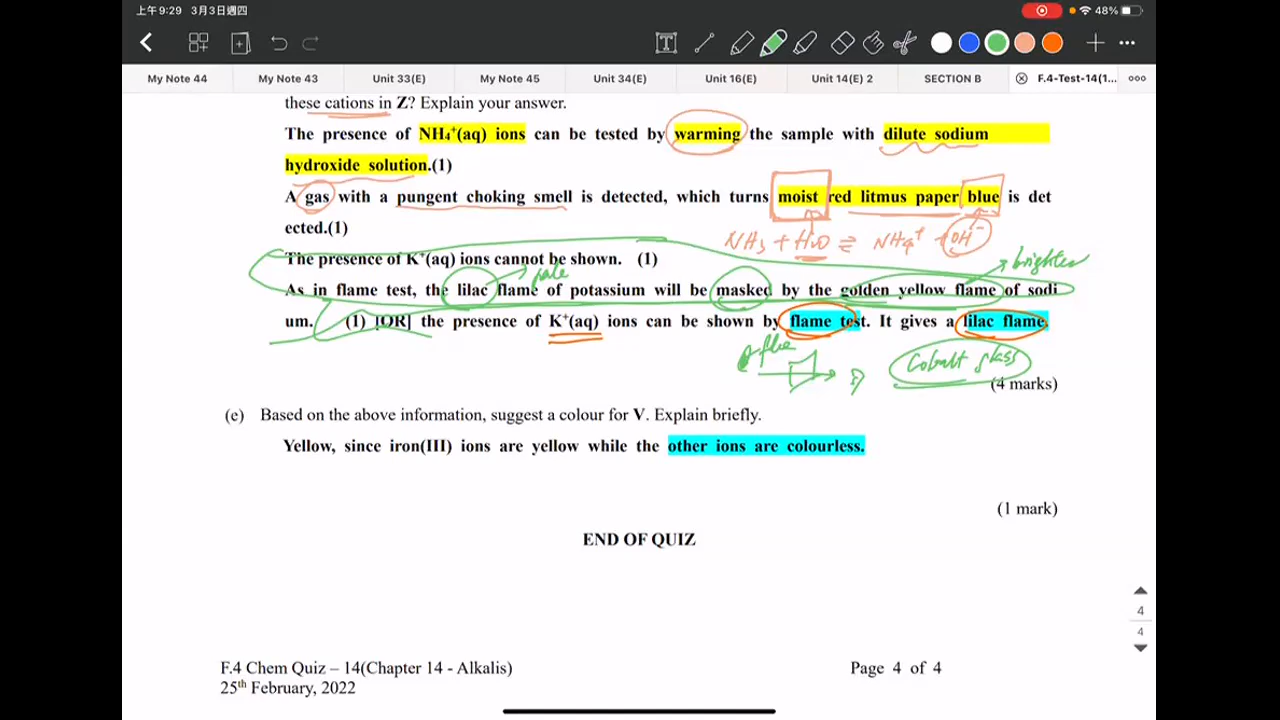 上午9:29 3月3日週四
48%
My Note 44 My Note 43 Unit 33(E) My Note 45 Unit 34(E) Unit 16(E) Unit 14(E) 2 SECTION B F.4-Test-14(1...
these cations in Z? Explain your answer.
The presence of NH₄⁺(aq) ions can be tested by warming the sample with dilute sodium
hydroxide solution.(1)
A gas with a pungent choking smell is detected, which turns moist red litmus paper blue is det
ected.(1)
NH₃ + H₂O ⇌ NH₄⁺ + OH⁻
The presence of K⁺(aq) ions cannot be shown. (1)
pale
brighter
As in flame test, the lilac flame of potassium will be masked by the golden yellow flame of sodi
um. (1) [OR] the presence of K⁺(aq) ions can be shown by flame test. It gives a lilac flame.
Cobalt glass
(4 marks)
(e) Based on the above information, suggest a colour for V. Explain briefly.
Yellow, since iron(III) ions are yellow while the other ions are colourless.
(1 mark)
END OF QUIZ
4
4
F.4 Chem Quiz – 14(Chapter 14 - Alkalis) Page 4 of 4
25th February, 2022